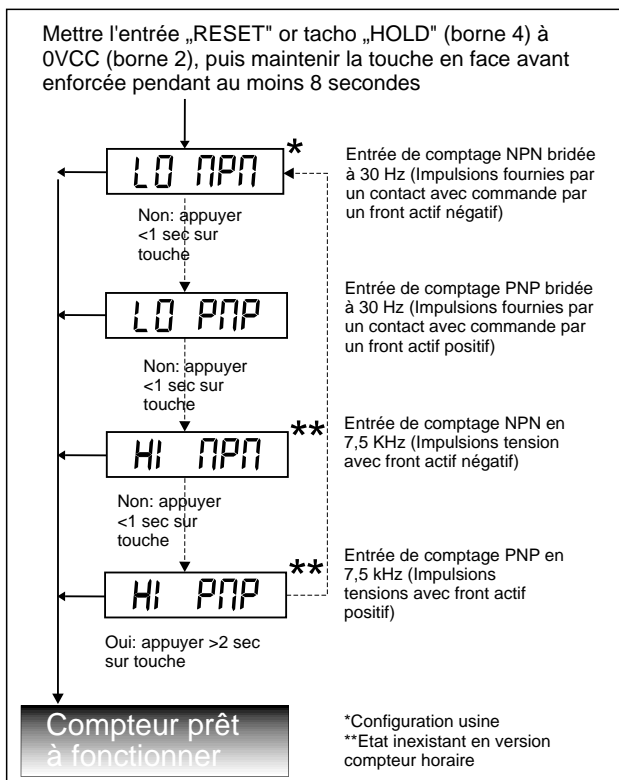 Mettre l'entrée „RESET" or tacho „HOLD" (borne 4) à
0VCC (borne 2), puis maintenir la touche en face avant
enforcée pendant au moins 8 secondes
LO NPN
*
Entrée de comptage NPN bridée
à 30 Hz (Impulsions fournies par
un contact avec commande par
un front actif négatif)
Non: appuyer
<1 sec sur
touche
LO PNP
Entrée de comptage PNP bridée
à 30 Hz (Impulsions fournies par
un contact avec commande par
un front actif positif)
Non: appuyer
<1 sec sur
touche
HI NPN
**
Entrée de comptage NPN en
7,5 KHz (Impulsions tension
avec front actif négatif)
Non: appuyer
<1 sec sur
touche
HI PNP
**
Entrée de comptage PNP en
7,5 kHz (Impulsions
tensions avec front actif
positif)
Oui: appuyer >2 sec
sur touche
Compteur prêt
à fonctionner
*Configuration usine
**Etat inexistant en version
compteur horaire